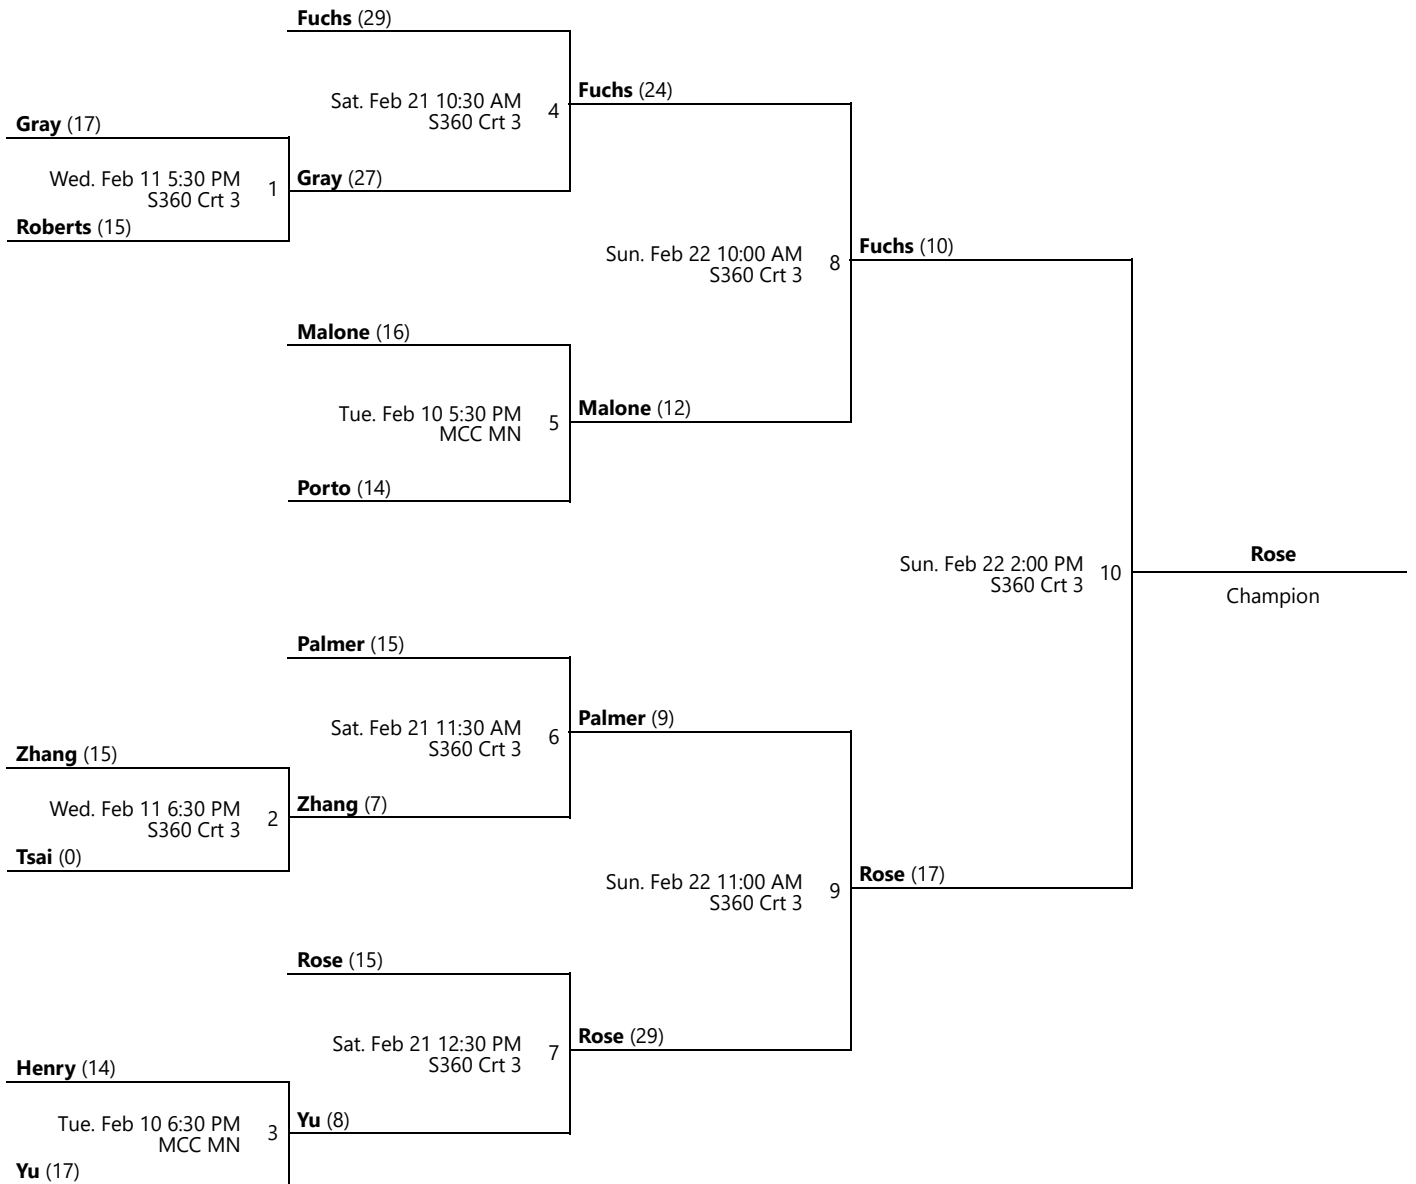 Fuchs (29)
Sat. Feb 21 10:30 AM
S360 Crt 3
4
Fuchs (24)
Gray (17)
Wed. Feb 11 5:30 PM
S360 Crt 3
1
Gray (27)
Roberts (15)
Sun. Feb 22 10:00 AM
S360 Crt 3
8
Fuchs (10)
Malone (16)
Tue. Feb 10 5:30 PM
MCC MN
5
Malone (12)
Porto (14)
Sun. Feb 22 2:00 PM
S360 Crt 3
10
Rose
Champion
Palmer (15)
Sat. Feb 21 11:30 AM
S360 Crt 3
6
Palmer (9)
Zhang (15)
Wed. Feb 11 6:30 PM
S360 Crt 3
2
Zhang (7)
Tsai (0)
Sun. Feb 22 11:00 AM
S360 Crt 3
9
Rose (17)
Rose (15)
Sat. Feb 21 12:30 PM
S360 Crt 3
7
Rose (29)
Henry (14)
Tue. Feb 10 6:30 PM
MCC MN
3
Yu (8)
Yu (17)